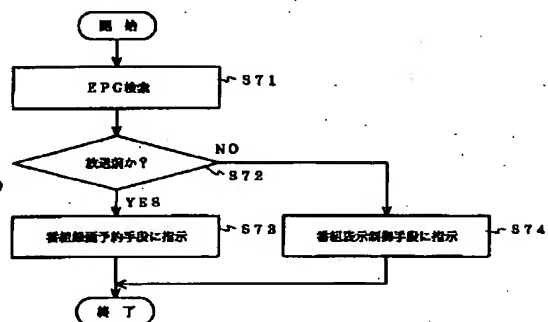 開始
EPG検索
S71
放送前か?
NO
S72
YES
番組録画予約手段に指示
S73
番組表示制御手段に指示
S74
終了